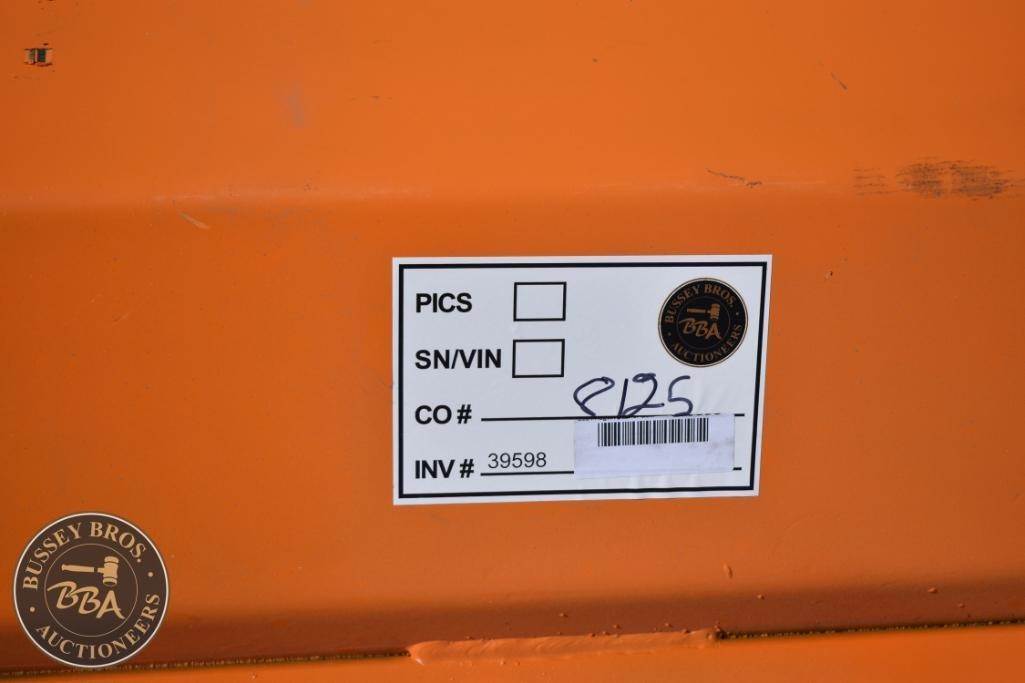 PICS
BUSSEY BROS.
BBA
AUCTIONEERS
SN/VIN
CO # 8125
INV # 39598
BUSSEY BROS.
BBA
AUCTIONEERS